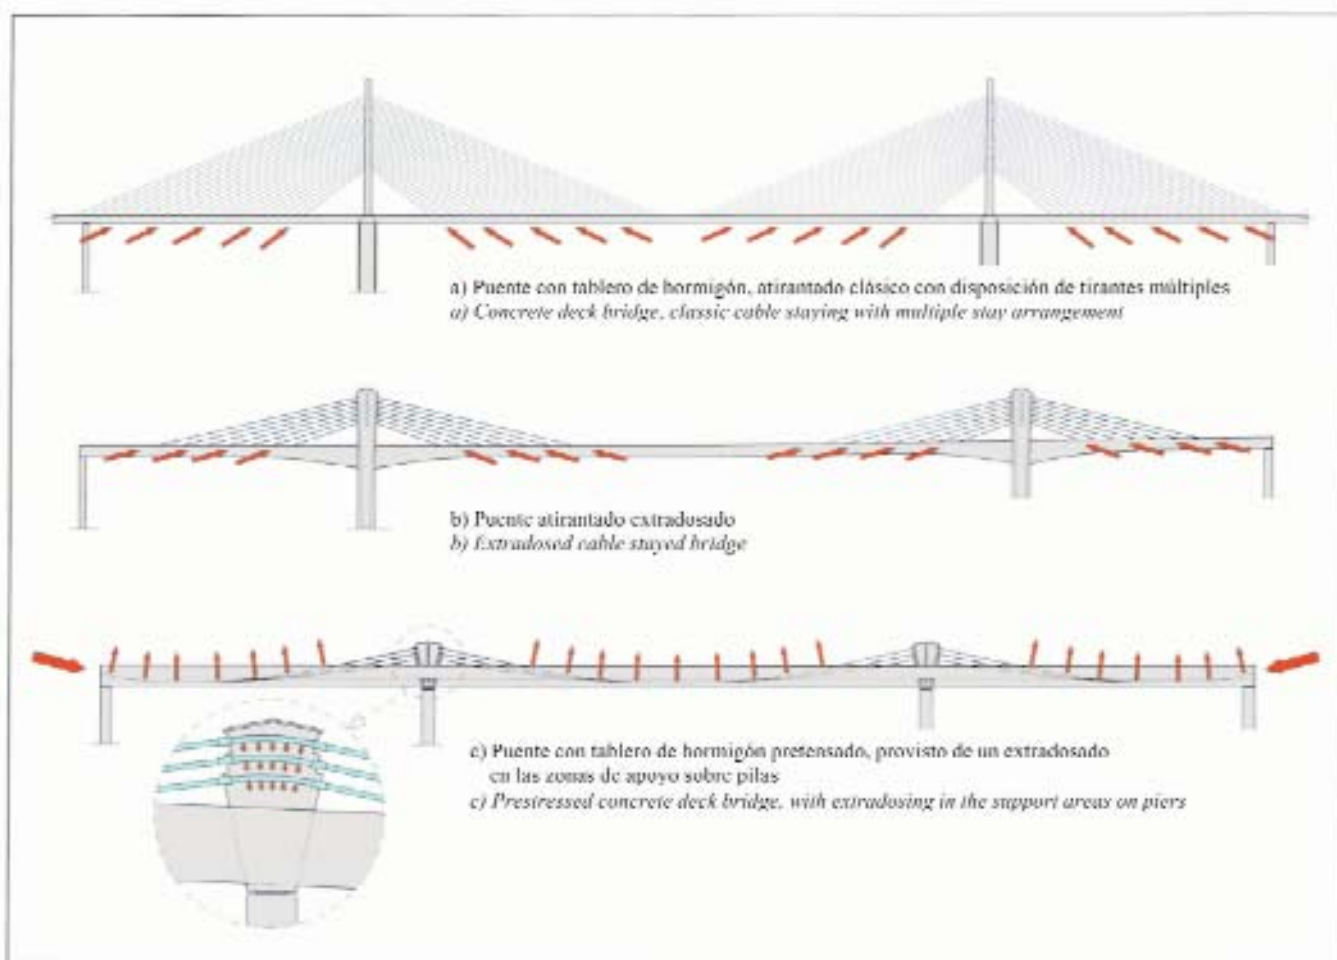 a) Puente con tablero de hormigón, atirantado clásico con disposición de tirantes múltiples
a) Concrete deck bridge, classic cable staying with multiple stay arrangement
b) Puente atirantado extradosado
b) Extradosed cable stayed bridge
c) Puente con tablero de hormigón pretensado, provisto de un extradosado
en las zonas de apoyo sobre pilas
c) Prestressed concrete deck bridge, with extradosing in the support areas on piers